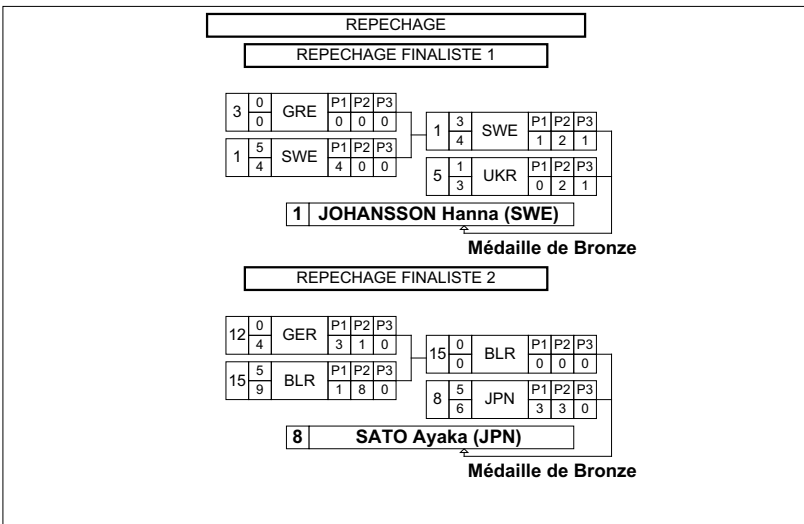 REPECHAGE
REPECHAGE FINALISTE 1
3 0 0 GRE P1 P2 P3 0 0 0
1 5 4 SWE P1 P2 P3 4 0 0
1 3 4 SWE P1 P2 P3 1 2 1
5 1 3 UKR P1 P2 P3 0 2 1
1 JOHANSSON Hanna (SWE)
Médaille de Bronze
REPECHAGE FINALISTE 2
12 0 4 GER P1 P2 P3 3 1 0
15 5 9 BLR P1 P2 P3 1 8 0
15 0 0 BLR P1 P2 P3 0 0 0
8 5 6 JPN P1 P2 P3 3 3 0
8 SATO Ayaka (JPN)
Médaille de Bronze